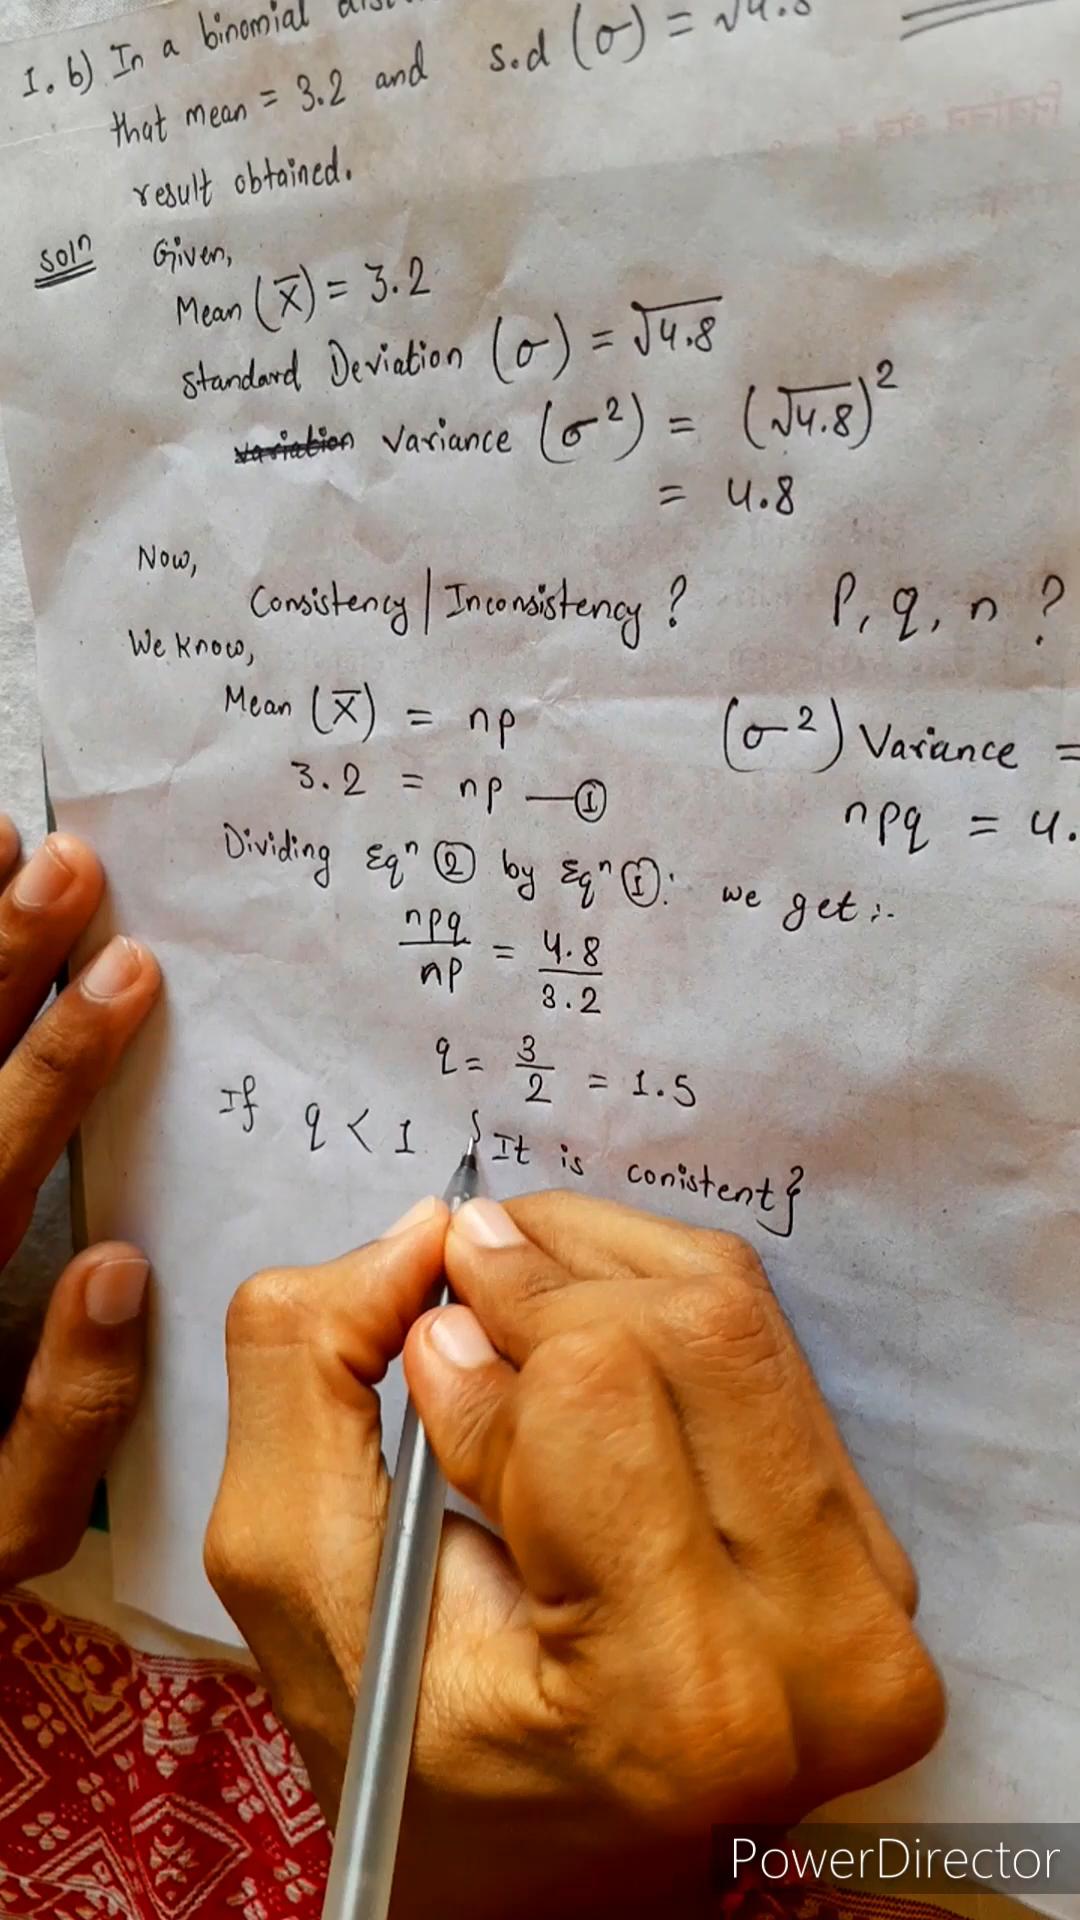 I. b) In a binomial
that mean = 3.2 and s.d (σ) = √4.8
result obtained.
Soln Given,
Mean (x̄) = 3.2
Standard Deviation (σ) = √4.8
variation Variance (σ²) = (√4.8)²
= 4.8
Now,
Consistency | Inconsistency ? P, q, n ?
We know,
Mean (x̄) = np (σ²) Variance =
3.2 = np — ① npq = 4.
Dividing Eqⁿ ② by Eqⁿ ①: we get :-
npq/np = 4.8/3.2
q = 3/2 = 1.5
If q < 1 {It is conistent}
PowerDirector